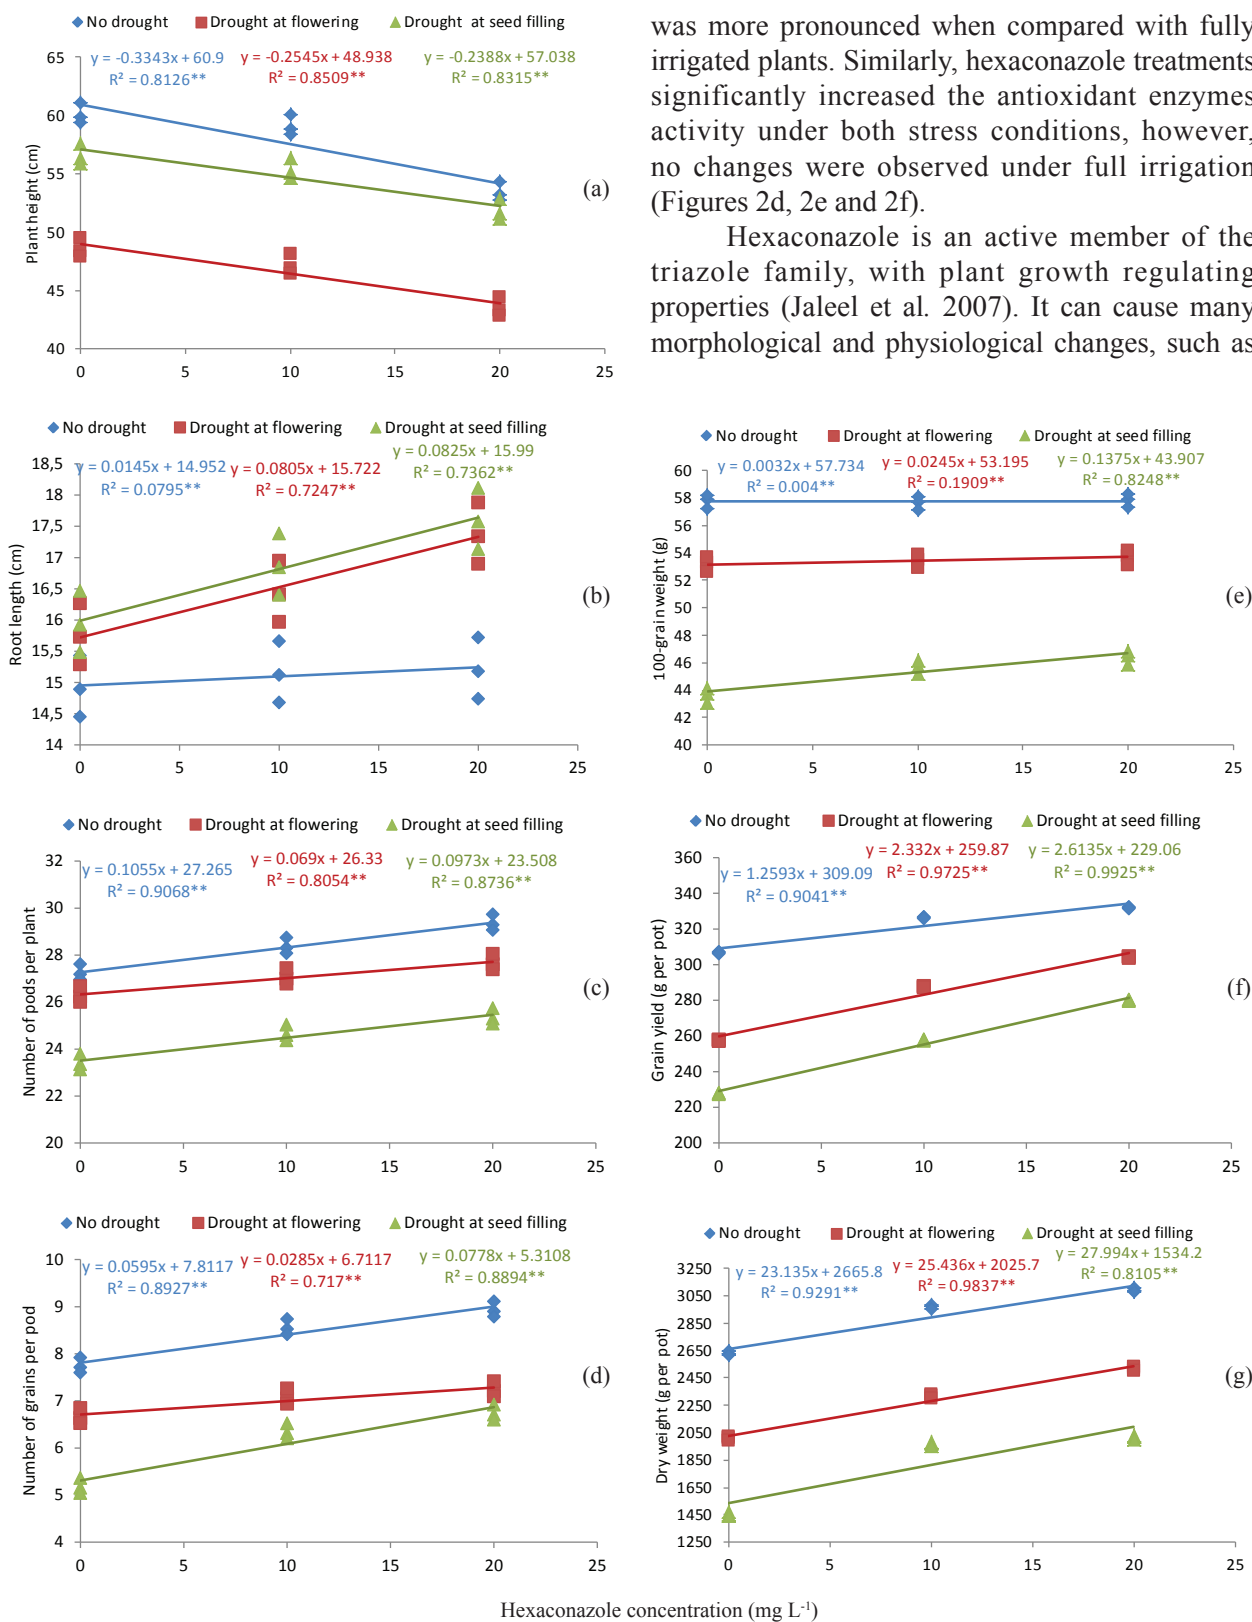 was more pronounced when compared with fully
irrigated plants. Similarly, hexaconazole treatments
significantly increased the antioxidant enzymes
activity under both stress conditions, however,
no changes were observed under full irrigation
(Figures 2d, 2e and 2f).
Hexaconazole is an active member of the
triazole family, with plant growth regulating
properties (Jaleel et al. 2007). It can cause many
morphological and physiological changes, such as
No drought Drought at flowering Drought at seed filling
y = -0.3343x + 60.9 y = -0.2545x + 48.938 y = -0.2388x + 57.038
R² = 0.8126** R² = 0.8509** R² = 0.8315**
Plant height (cm)
65
60
55
50
45
40
0 5 10 15 20 25
(a)
No drought Drought at flowering Drought at seed filling
y = 0.0145x + 14.952 y = 0.0805x + 15.722 y = 0.0825x + 15.99
R² = 0.0795** R² = 0.7247** R² = 0.7362**
Root length (cm)
18,5
18
17,5
17
16,5
16
15,5
15
14,5
14
0 5 10 15 20 25
(b)
No drought Drought at flowering Drought at seed filling
y = 0.1055x + 27.265 y = 0.069x + 26.33 y = 0.0973x + 23.508
R² = 0.9068** R² = 0.8054** R² = 0.8736**
Number of pods per plant
32
30
28
26
24
22
20
0 5 10 15 20 25
(c)
No drought Drought at flowering Drought at seed filling
y = 0.0595x + 7.8117 y = 0.0285x + 6.7117 y = 0.0778x + 5.3108
R² = 0.8927** R² = 0.717** R² = 0.8894**
Number of grains per pod
10
9
8
7
6
5
4
0 5 10 15 20 25
(d)
No drought Drought at flowering Drought at seed filling
y = 0.0032x + 57.734 y = 0.0245x + 53.195 y = 0.1375x + 43.907
R² = 0.004** R² = 0.1909** R² = 0.8248**
100-grain weight (g)
60
58
56
54
52
50
48
46
44
42
40
0 5 10 15 20 25
(e)
No drought Drought at flowering Drought at seed filling
y = 1.2593x + 309.09 y = 2.332x + 259.87 y = 2.6135x + 229.06
R² = 0.9041** R² = 0.9725** R² = 0.9925**
Grain yield (g per pot)
360
340
320
300
280
260
240
220
200
0 5 10 15 20 25
(f)
No drought Drought at flowering Drought at seed filling
y = 23.135x + 2665.8 y = 25.436x + 2025.7 y = 27.994x + 1534.2
R² = 0.9291** R² = 0.9837** R² = 0.8105**
Dry weight (g per pot)
3250
3050
2850
2650
2450
2250
2050
1850
1650
1450
1250
0 5 10 15 20 25
(g)
Hexaconazole concentration (mg L⁻¹)